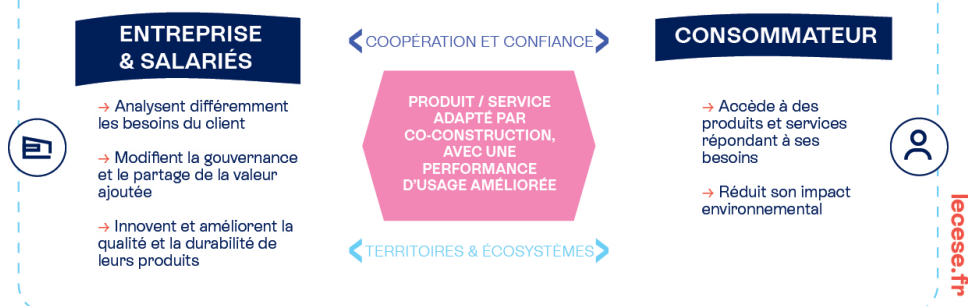 ENTREPRISE
& SALARIÉS
→ Analysent différemment
les besoins du client
→ Modifient la gouvernance
et le partage de la valeur
ajoutée
→ Innovent et améliorent la
qualité et la durabilité de
leurs produits
COOPÉRATION ET CONFIANCE
PRODUIT / SERVICE
ADAPTÉ PAR
CO-CONSTRUCTION,
AVEC UNE
PERFORMANCE
D'USAGE AMÉLIORÉE
TERRITOIRES & ÉCOSYSTÈMES
CONSOMMATEUR
→ Accède à des
produits et services
répondant à ses
besoins
→ Réduit son impact
environnemental
lecese.fr